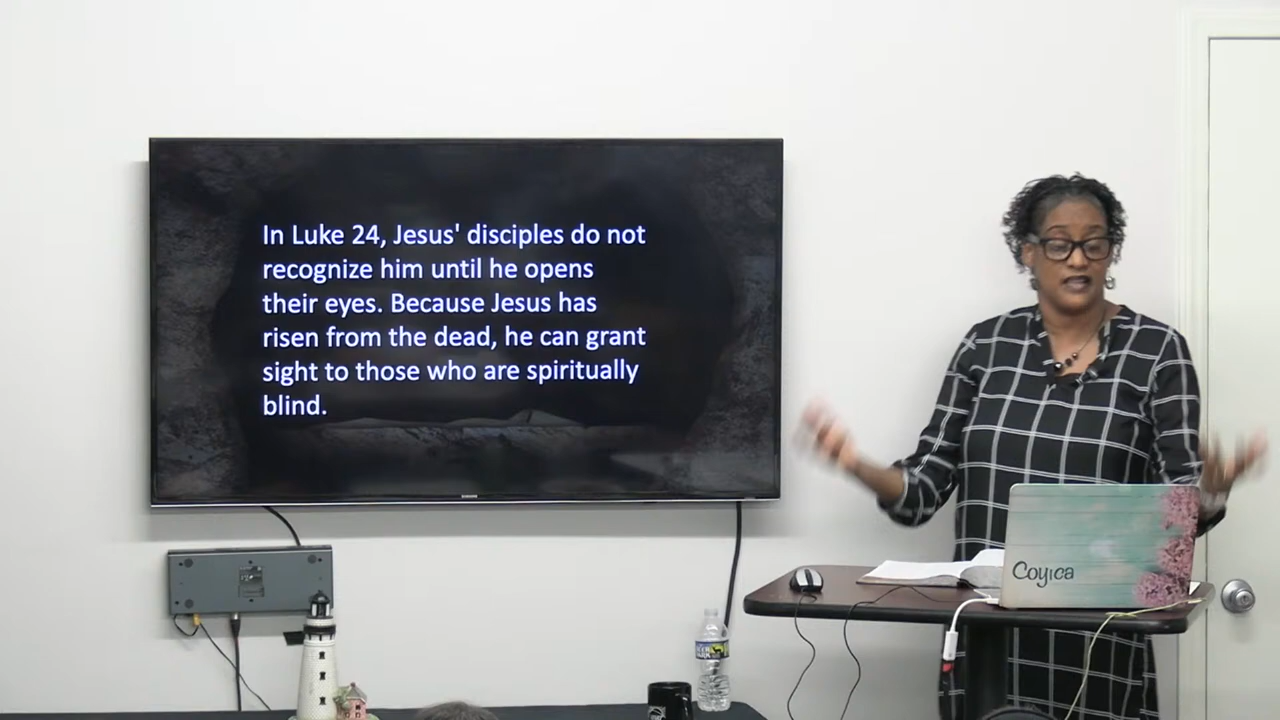 In Luke 24, Jesus' disciples do not
recognize him until he opens
their eyes. Because Jesus has
risen from the dead, he can grant
sight to those who are spiritually
blind.
SAMSUNG
Coyica